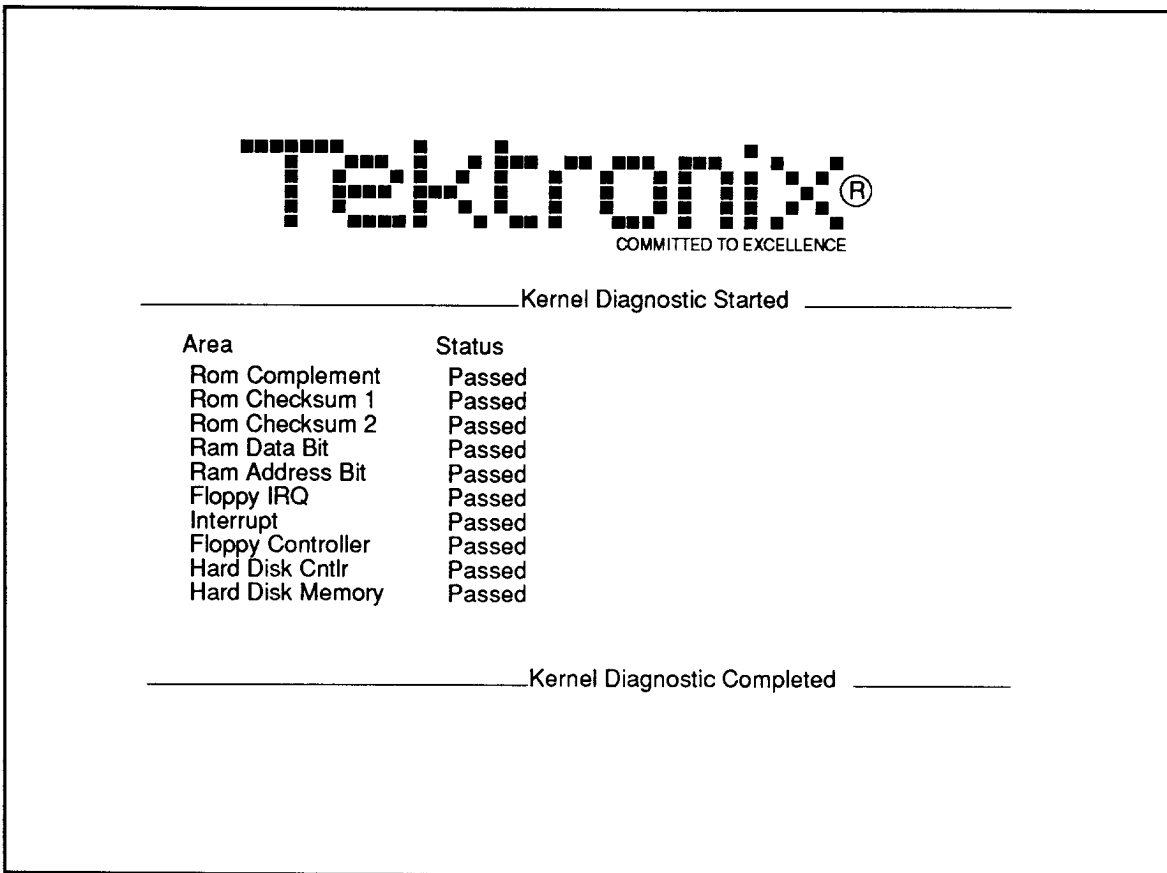 Tektronix®
COMMITTED TO EXCELLENCE
Kernel Diagnostic Started
Area Status
Rom Complement Passed
Rom Checksum 1 Passed
Rom Checksum 2 Passed
Ram Data Bit Passed
Ram Address Bit Passed
Floppy IRQ Passed
Interrupt Passed
Floppy Controller Passed
Hard Disk Cntlr Passed
Hard Disk Memory Passed
Kernel Diagnostic Completed